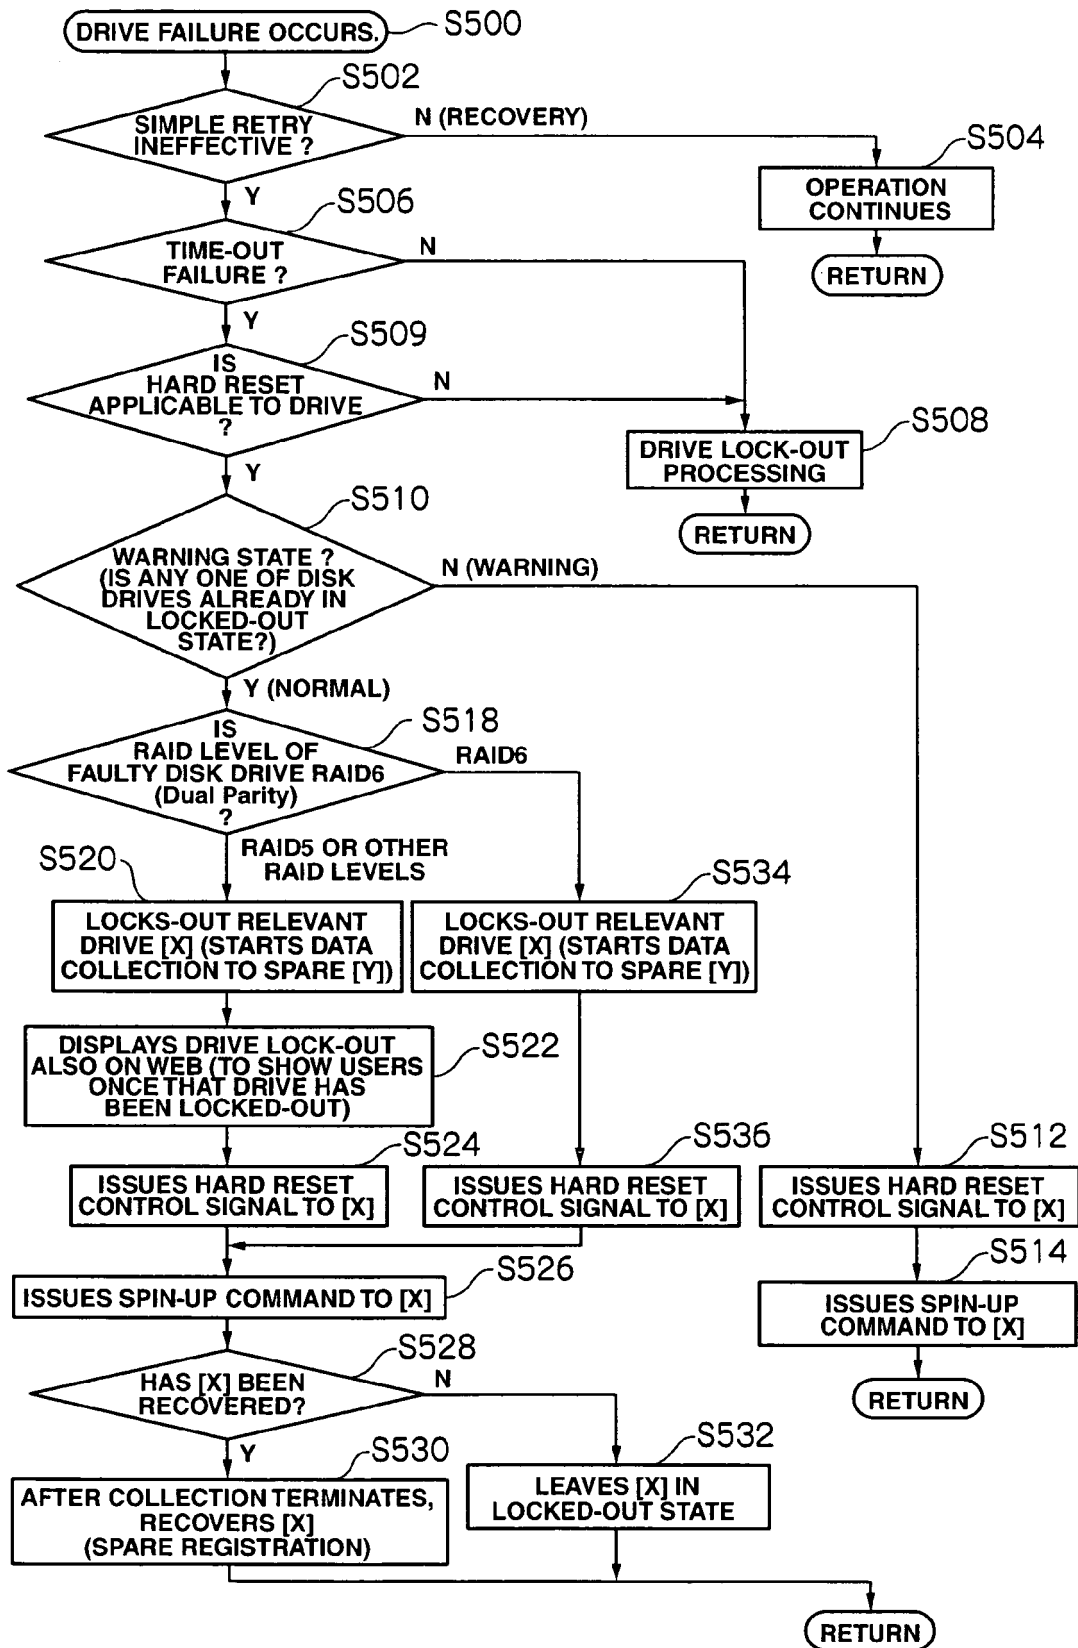 DRIVE FAILURE OCCURS.
S500
S502
SIMPLE RETRY
INEFFECTIVE ?
N (RECOVERY)
S504
OPERATION
CONTINUES
RETURN
Y
S506
TIME-OUT
FAILURE ?
N
Y
S509
IS
HARD RESET
APPLICABLE TO DRIVE
?
N
S508
DRIVE LOCK-OUT
PROCESSING
RETURN
Y
S510
WARNING STATE ?
(IS ANY ONE OF DISK
DRIVES ALREADY IN
LOCKED-OUT
STATE?)
N (WARNING)
Y (NORMAL)
S518
IS
RAID LEVEL OF
FAULTY DISK DRIVE RAID6
(Dual Parity)
?
RAID6
RAID5 OR OTHER
RAID LEVELS
S520
LOCKS-OUT RELEVANT
DRIVE [X] (STARTS DATA
COLLECTION TO SPARE [Y])
S534
LOCKS-OUT RELEVANT
DRIVE [X] (STARTS DATA
COLLECTION TO SPARE [Y])
S522
DISPLAYS DRIVE LOCK-OUT
ALSO ON WEB (TO SHOW USERS
ONCE THAT DRIVE HAS
BEEN LOCKED-OUT)
S524
ISSUES HARD RESET
CONTROL SIGNAL TO [X]
S536
ISSUES HARD RESET
CONTROL SIGNAL TO [X]
S512
ISSUES HARD RESET
CONTROL SIGNAL TO [X]
S526
ISSUES SPIN-UP COMMAND TO [X]
S514
ISSUES SPIN-UP
COMMAND TO [X]
RETURN
S528
HAS [X] BEEN
RECOVERED?
N
Y
S530
AFTER COLLECTION TERMINATES,
RECOVERS [X]
(SPARE REGISTRATION)
S532
LEAVES [X] IN
LOCKED-OUT STATE
RETURN